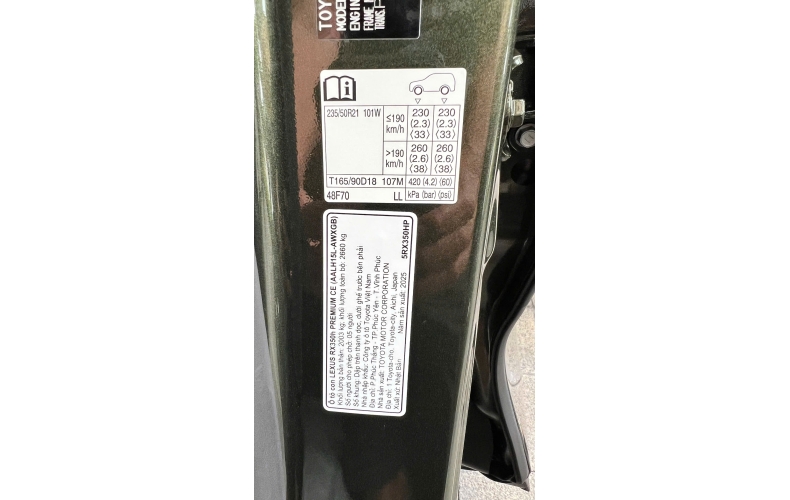 TOYO
MODEL
ENGIN
FRAME
TRANS
235/50R21 101W
≤190
km/h
230
(2.3)
(33)
230
(2.3)
(33)
>190
km/h
260
(2.6)
(38)
260
(2.6)
(38)
T165/90D18 107M
420 (4.2) (60)
48F70 LL
kPa (bar) (psi)
Ô tô con LEXUS RX350h PREMIUM CE (AALH15L-AWXGB)
Khối lượng bản thân: 2003 kg; khối lượng toàn bộ: 2660 kg
Số người cho phép chở: 05 người
Số khung: Dập trên thanh dọc, dưới ghế trước bên phải
Nhà nhập khẩu: Công ty ô tô Toyota Việt Nam
Địa chỉ: P.Phúc Thắng - TP Phúc Yên - T.Vĩnh Phúc
Nhà sản xuất: TOYOTA MOTOR CORPORATION
Địa chỉ: 1 Toyota-cho, Toyota-city, Aichi, Japan
Xuất xứ: Nhật Bản Năm sản xuất: 2025
5RX350HP